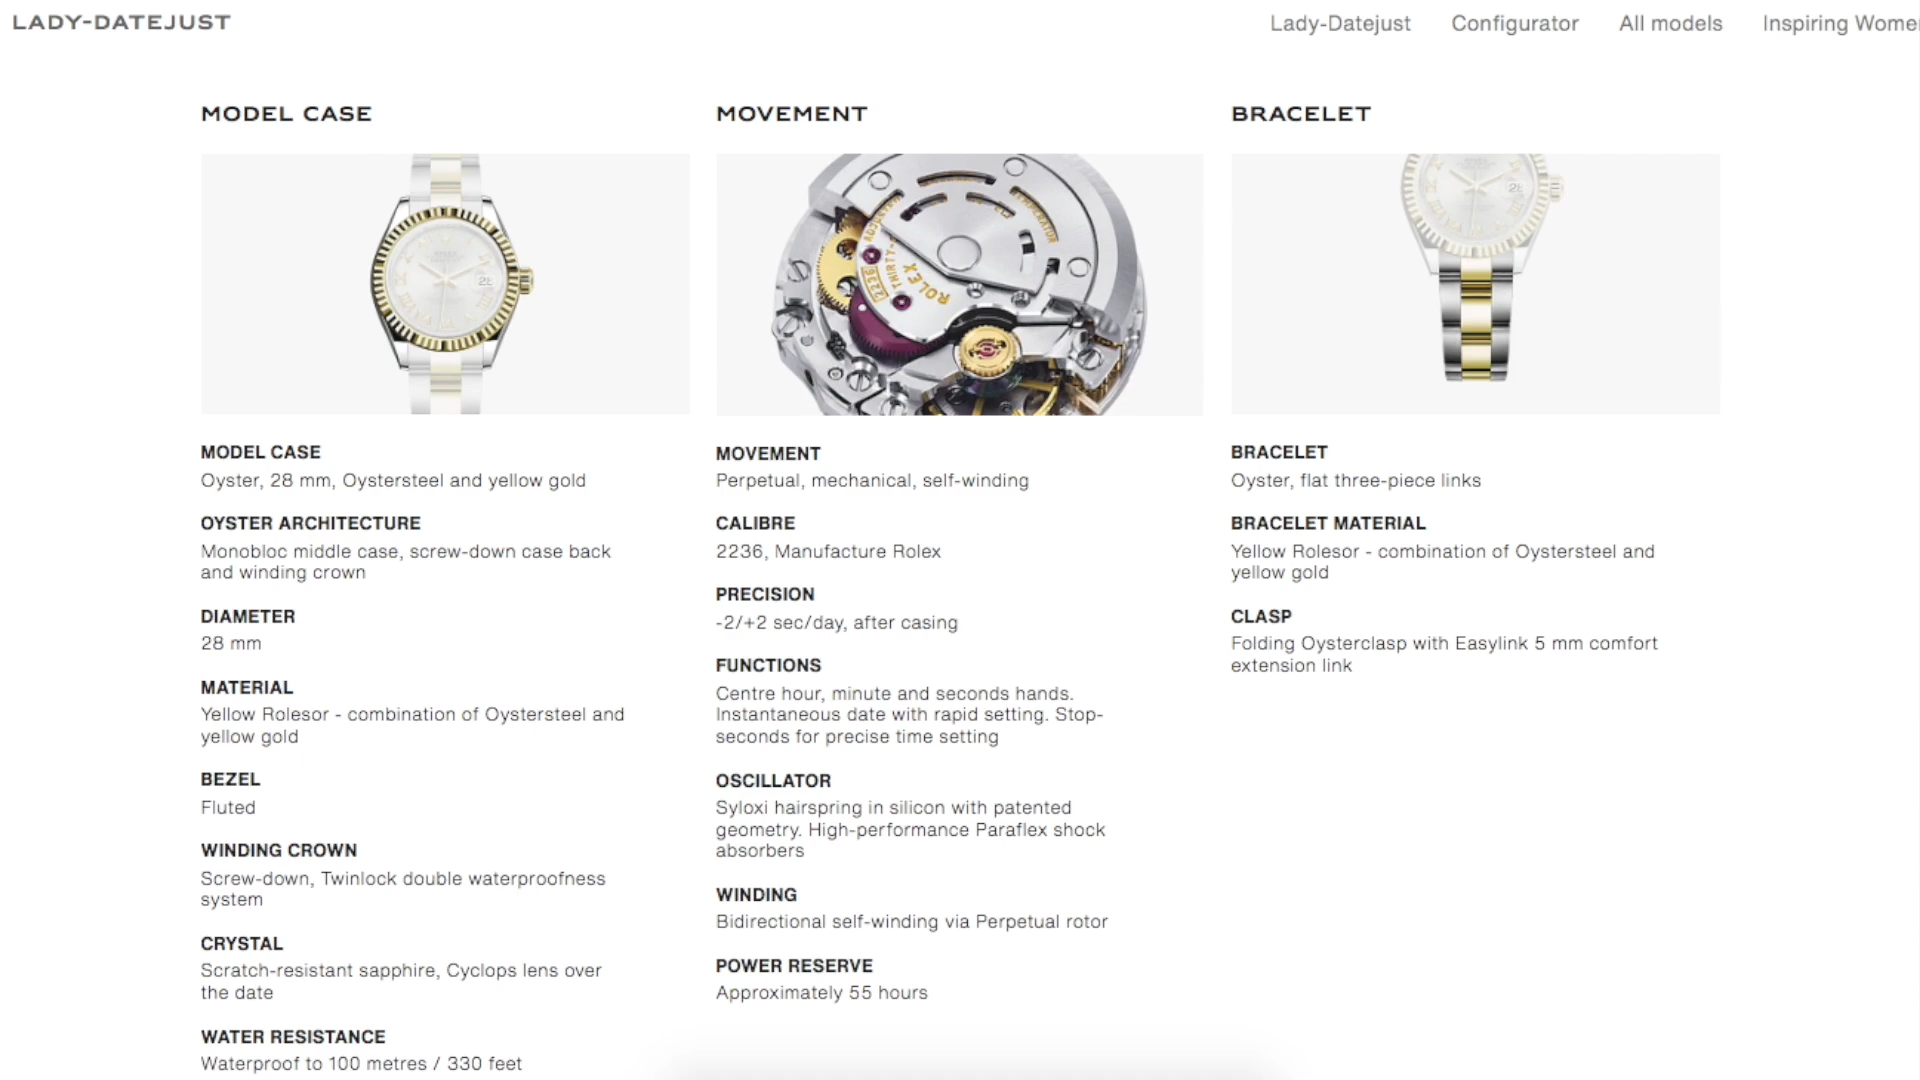 LADY-DATEJUST
Lady-Datejust
Configurator
All models
Inspiring Wome
MODEL CASE
MODEL CASE
Oyster, 28 mm, Oystersteel and yellow gold
OYSTER ARCHITECTURE
Monobloc middle case, screw-down case back
and winding crown
DIAMETER
28 mm
MATERIAL
Yellow Rolesor - combination of Oystersteel and
yellow gold
BEZEL
Fluted
WINDING CROWN
Screw-down, Twinlock double waterproofness
system
CRYSTAL
Scratch-resistant sapphire, Cyclops lens over
the date
WATER RESISTANCE
Waterproof to 100 metres / 330 feet
MOVEMENT
ROLEX
2236
MOVEMENT
Perpetual, mechanical, self-winding
CALIBRE
2236, Manufacture Rolex
PRECISION
-2/+2 sec/day, after casing
FUNCTIONS
Centre hour, minute and seconds hands.
Instantaneous date with rapid setting. Stop-
seconds for precise time setting
OSCILLATOR
Syloxi hairspring in silicon with patented
geometry. High-performance Paraflex shock
absorbers
WINDING
Bidirectional self-winding via Perpetual rotor
POWER RESERVE
Approximately 55 hours
BRACELET
BRACELET
Oyster, flat three-piece links
BRACELET MATERIAL
Yellow Rolesor - combination of Oystersteel and
yellow gold
CLASP
Folding Oysterclasp with Easylink 5 mm comfort
extension link